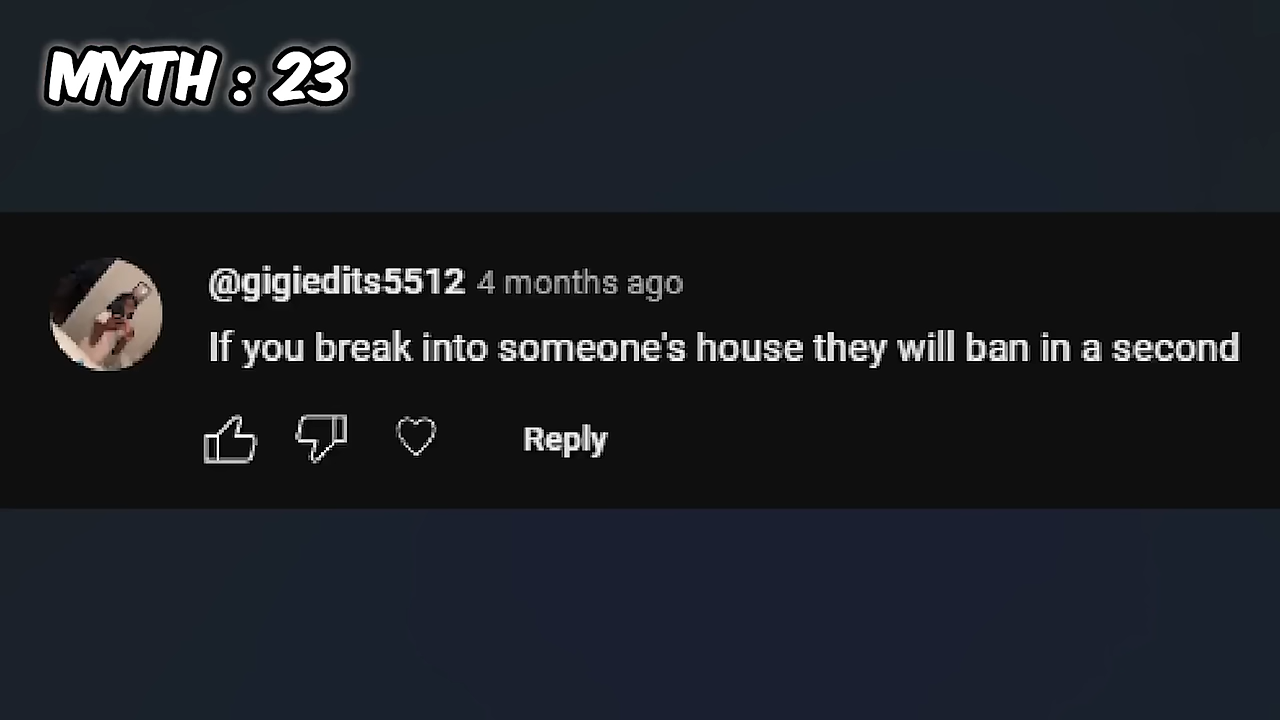 MYTH : 23
@gigiedits5512 4 months ago
If you break into someone's house they will ban in a second
Reply